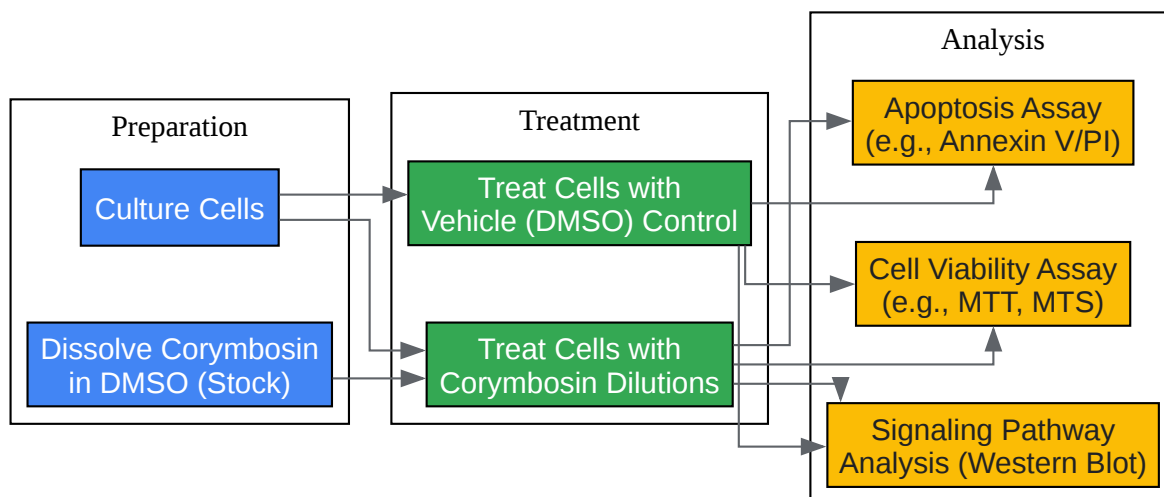 Preparation
Culture Cells
Dissolve Corymbosin
in DMSO (Stock)
Treatment
Treat Cells with
Vehicle (DMSO) Control
Treat Cells with
Corymbosin Dilutions
Analysis
Apoptosis Assay
(e.g., Annexin V/PI)
Cell Viability Assay
(e.g., MTT, MTS)
Signaling Pathway
Analysis (Western Blot)